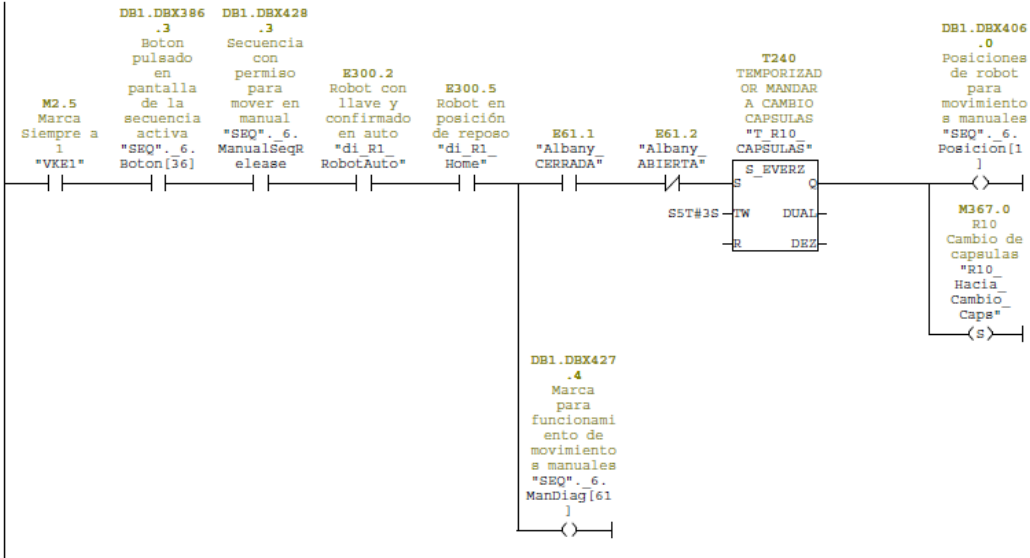 DB1.DBX386
.3
Boton
pulsado
en
pantalla
de la
secuencia
activa
"SEQ"._6.
Boton[36]
DB1.DBX428
.3
Secuencia
con
permiso
para
mover en
manual
"SEQ"._6.
ManualSeqR
elease
M2.5
Marca
Siempre a
1
"VKE1"
E300.2
Robot con
llave y
confirmado
en auto
"di_R1_
RobotAuto"
E300.5
Robot en
posición
de reposo
"di_R1_
Home"
E61.1
"Albany_
CERRADA"
E61.2
"Albany_
ABIERTA"
T240
TEMPORIZAD
OR MANDAR
A CAMBIO
CAPSULAS
"T_R10_
CAPSULAS"
S_EVERZ
S Q
S5T#3S TW DUAL
R DEZ
DB1.DBX406
.0
Posiciones
de robot
para
movimiento
s manuales
"SEQ"._6.
Posicion[1
]
M367.0
R10
Cambio de
capsulas
"R10_
Hacia_
Cambio_
Caps"
S
DB1.DBX427
.4
Marca
para
funcionami
ento de
movimiento
s manuales
"SEQ"._6.
ManDiag[61
]